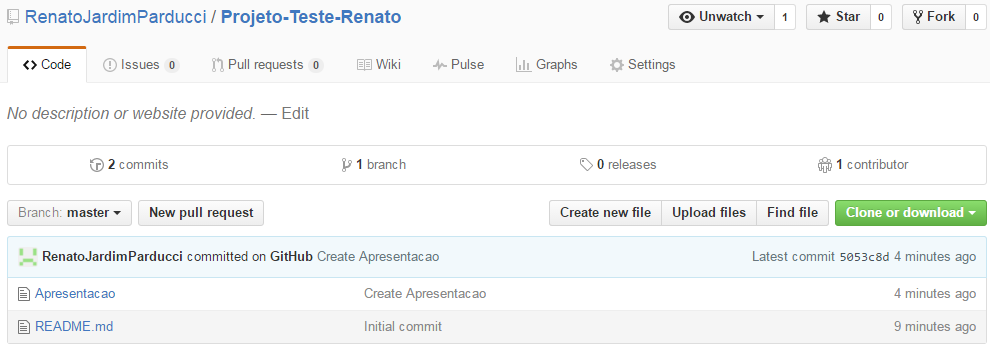 RenatoJardimParducci / Projeto-Teste-Renato Unwatch 1 Star 0 Fork 0
Code Issues 0 Pull requests 0 Wiki Pulse Graphs Settings
No description or website provided. — Edit
2 commits 1 branch 0 releases 1 contributor
Branch: master New pull request Create new file Upload files Find file Clone or download
RenatoJardimParducci committed on GitHub Create Apresentacao Latest commit 5053c8d 4 minutes ago
Apresentacao Create Apresentacao 4 minutes ago
README.md Initial commit 9 minutes ago